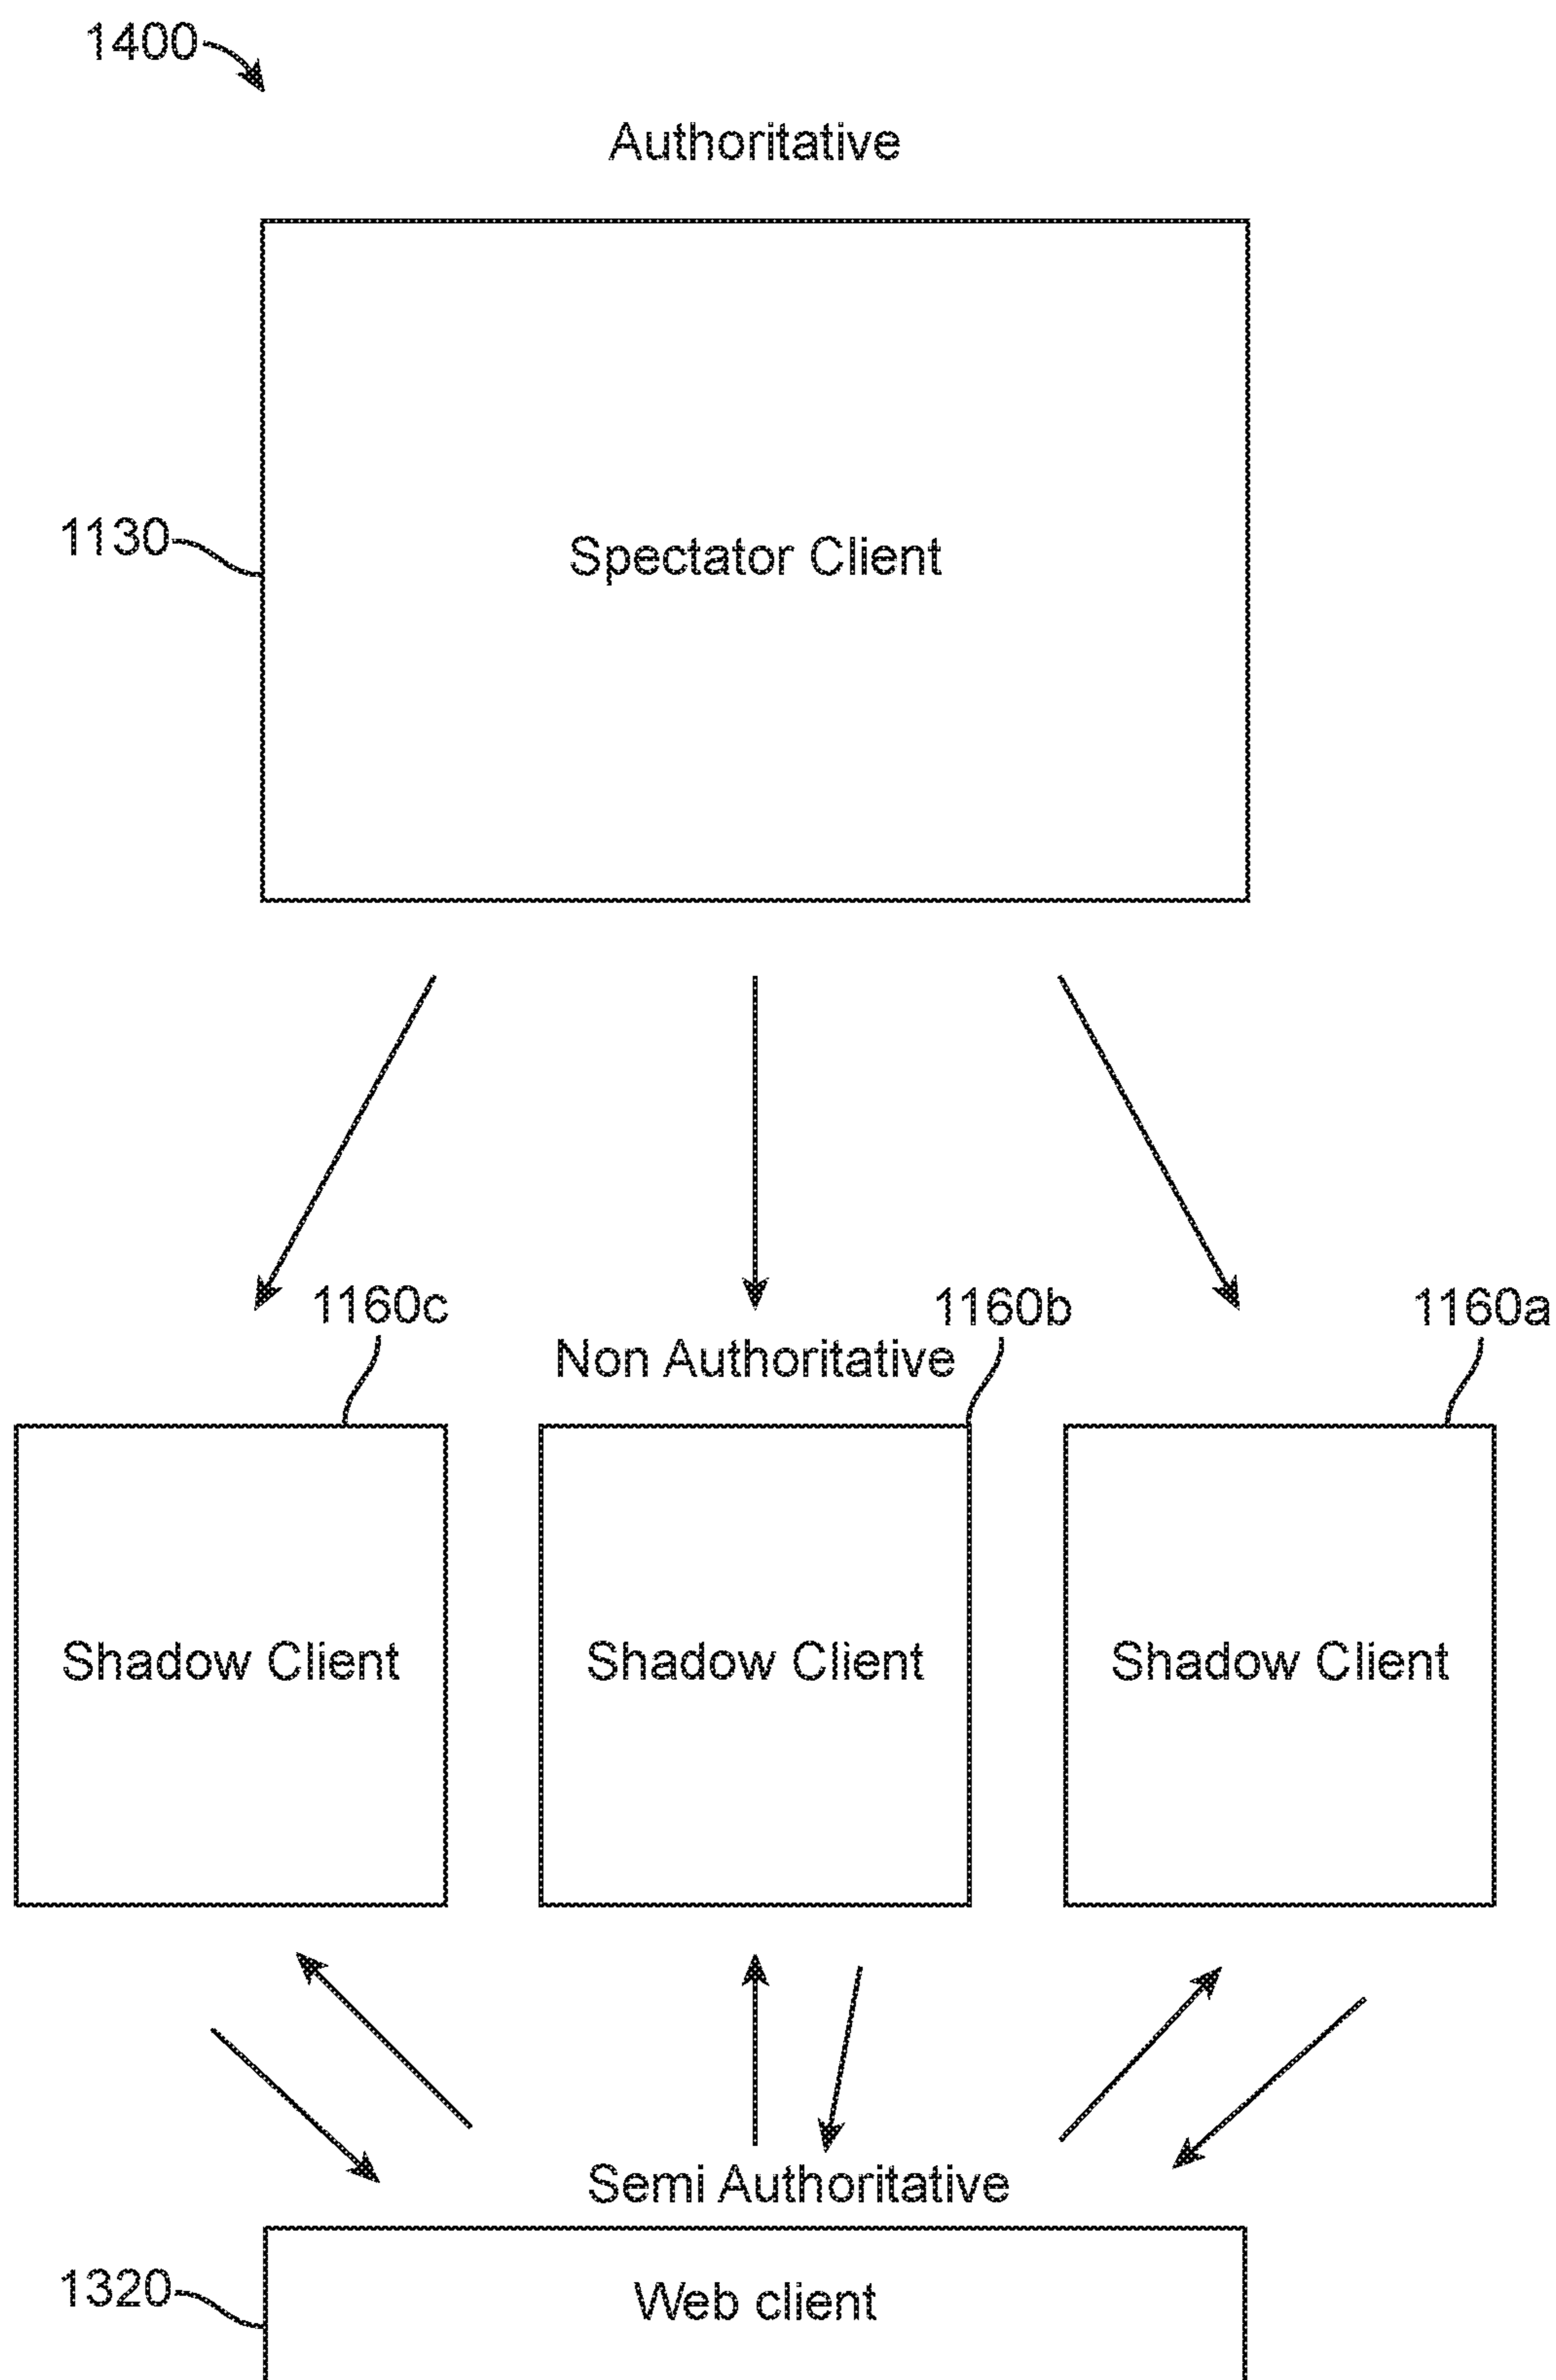 1400
Authoritative
1130
Spectator Client
1160c
1160b
1160a
Non Authoritative
Shadow Client
Shadow Client
Shadow Client
Semi Authoritative
1320
Web client